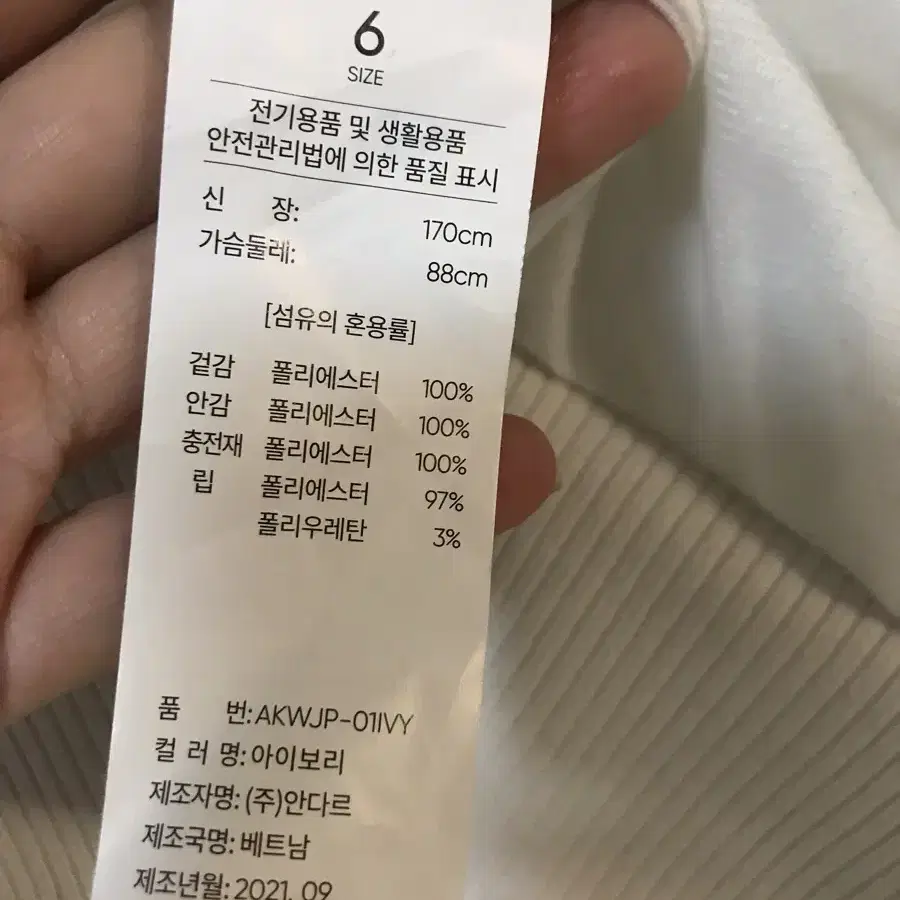 6
SIZE
전기용품 및 생활용품
안전관리법에 의한 품질 표시
신 장: 170cm
가슴둘레: 88cm
[섬유의 혼용률]
겉감 폴리에스터 100%
안감 폴리에스터 100%
충전재 폴리에스터 100%
립 폴리에스터 97%
폴리우레탄 3%
품 번: AKWJP-01IVY
컬 러 명: 아이보리
제조자명: (주)안다르
제조국명: 베트남
제조년월: 2021. 09